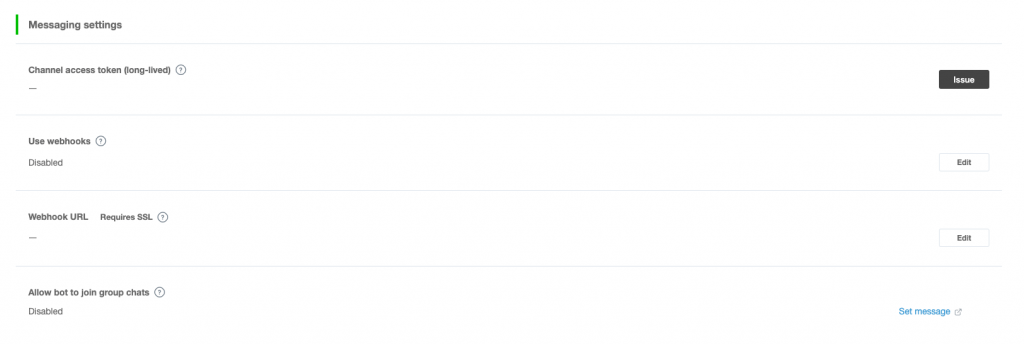 Messaging settings
Channel access token (long-lived) ?
—
Issue
Use webhooks ?
Disabled
Edit
Webhook URL Requires SSL ?
—
Edit
Allow bot to join group chats ?
Disabled
Set message